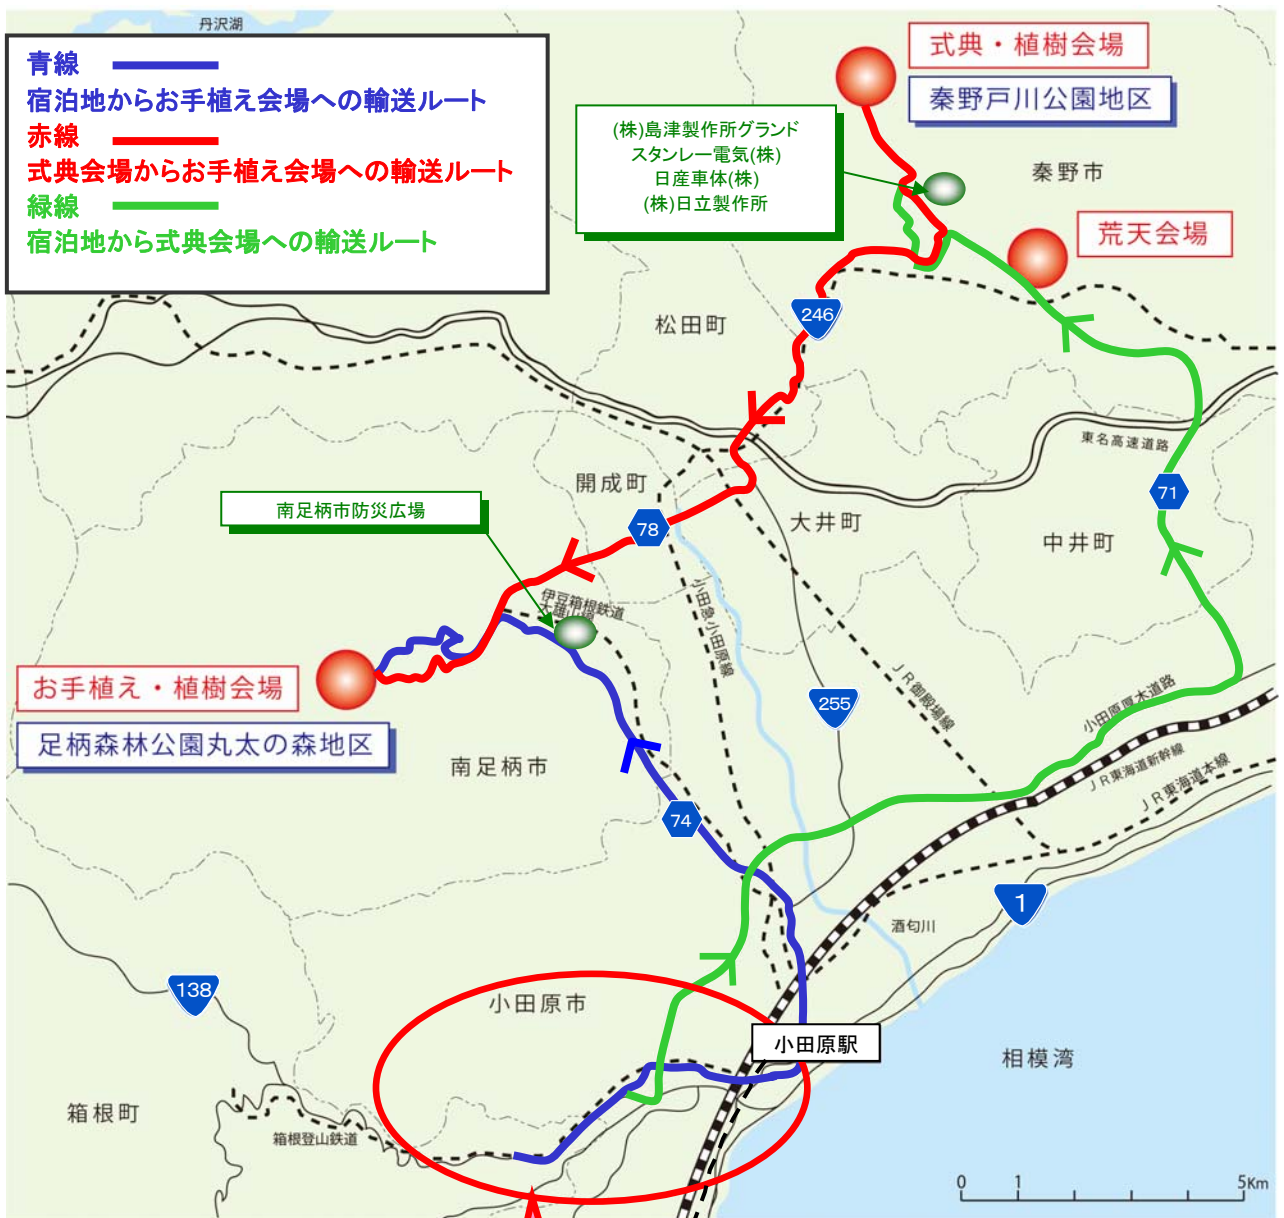 丹沢湖
青線
宿泊地からお手植え会場への輸送ルート
赤線
式典会場からお手植え会場への輸送ルート
緑線
宿泊地から式典会場への輸送ルート
式典・植樹会場
秦野戸川公園地区
(株)島津製作所グランド
スタンレー電気(株)
日産車体(株)
(株)日立製作所
秦野市
荒天会場
246
松田町
東名高速道路
開成町
71
南足柄市防災広場
78
大井町
中井町
伊豆箱根鉄道
大雄山線
小田急小田原線
お手植え・植樹会場
足柄森林公園丸太の森地区
JR御殿場線
255
小田原厚木道路
南足柄市
JR東海道新幹線
JR東海道本線
74
1
酒匂川
138
小田原市
小田原駅
相模湾
箱根町
箱根登山鉄道
0 1 5Km